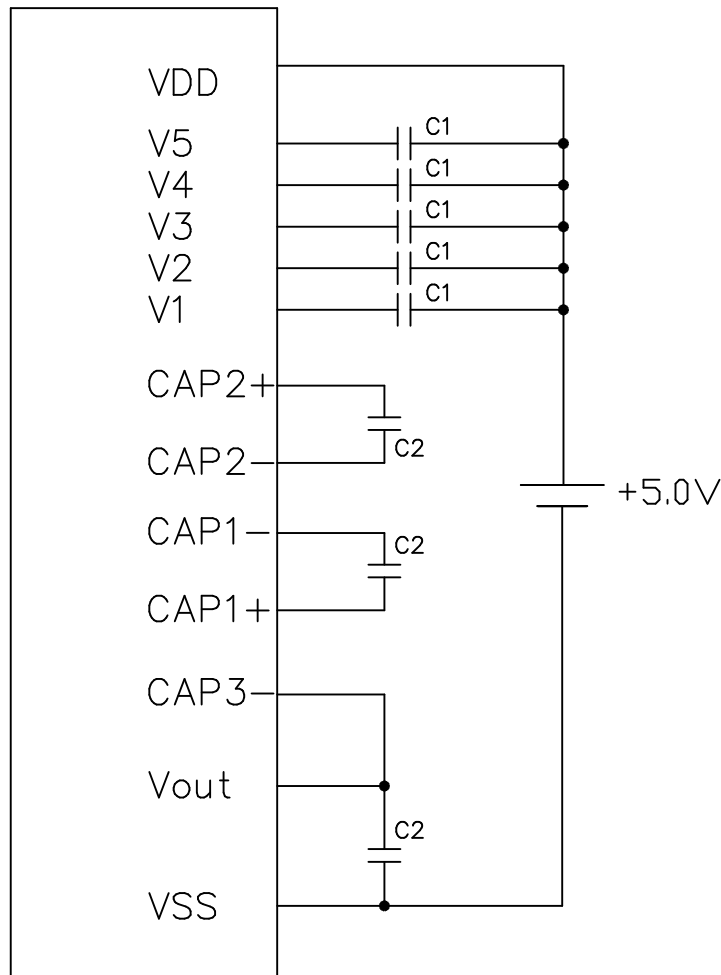 VDD
V5
C1
V4
C1
V3
C1
V2
C1
V1
C1
CAP2+
CAP2-
C2
+5.0V
CAP1-
C2
CAP1+
CAP3-
Vout
C2
VSS